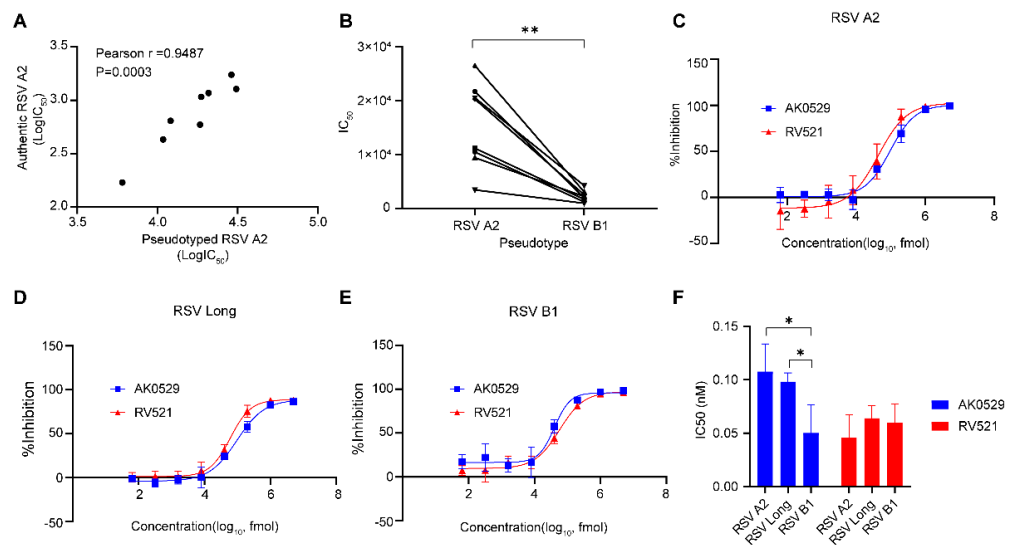 A
Pearson r =0.9487
P=0.0003
Authentic RSV A2
(LogIC50)
3.5
3.0
2.5
2.0
3.5 4.0 4.5 5.0
Pseudotyped RSV A2
(LogIC50)
B
**
IC50
3×10⁴
2×10⁴
1×10⁴
0
RSV A2 RSV B1
Pseudotype
C
RSV A2
AK0529
RV521
%Inhibition
150
100
50
0
-50
2 4 6 8
Concentration(log10, fmol)
D
RSV Long
AK0529
RV521
%Inhibition
150
100
50
0
-50
2 4 6 8
Concentration(log10, fmol)
E
RSV B1
AK0529
RV521
%Inhibition
150
100
50
0
-50
2 4 6 8
Concentration(log10, fmol)
F
*
*
AK0529
RV521
IC50 (nM)
0.15
0.10
0.05
0.00
RSV A2
RSV Long
RSV B1
RSV A2
RSV Long
RSV B1